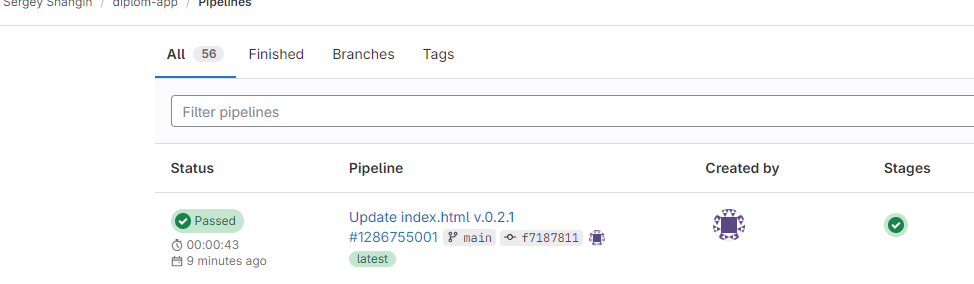 Sergey Shangin / diplom-app / Pipelines
All 56 Finished Branches Tags
Filter pipelines
Status Pipeline Created by Stages
Passed Update index.html v.0.2.1
00:00:43 #1286755001 main f7187811
9 minutes ago latest